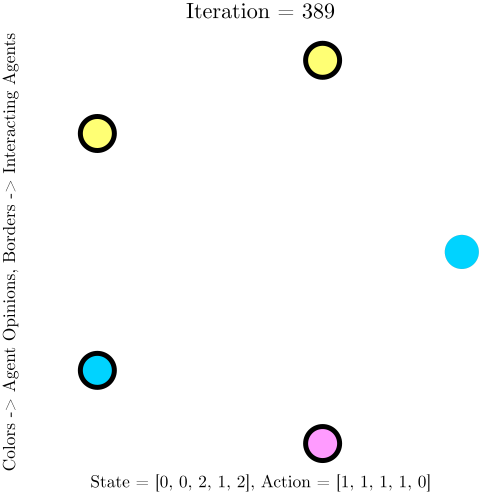 Iteration = 389
Colors -> Agent Opinions, Borders -> Interacting Agents
State = [0, 0, 2, 1, 2], Action = [1, 1, 1, 1, 0]